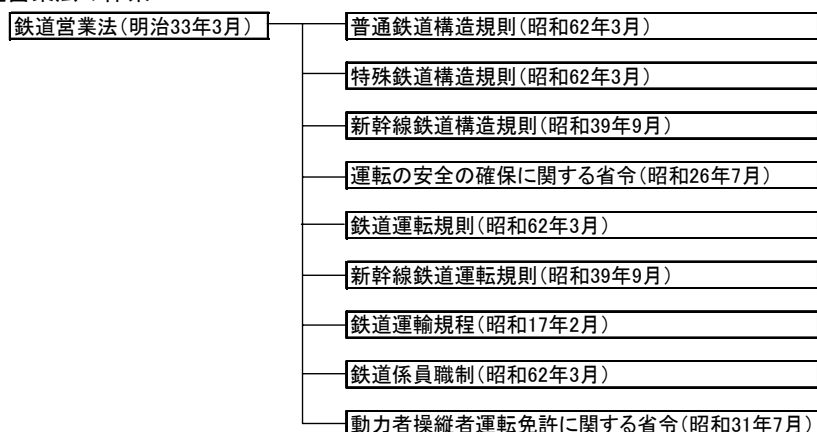 鉄道営業法(明治33年3月)
普通鉄道構造規則(昭和62年3月)
特殊鉄道構造規則(昭和62年3月)
新幹線鉄道構造規則(昭和39年9月)
運転の安全の確保に関する省令(昭和26年7月)
鉄道運転規則(昭和62年3月)
新幹線鉄道運転規則(昭和39年9月)
鉄道運輸規程(昭和17年2月)
鉄道係員職制(昭和62年3月)
動力者操縦者運転免許に関する省令(昭和31年7月)